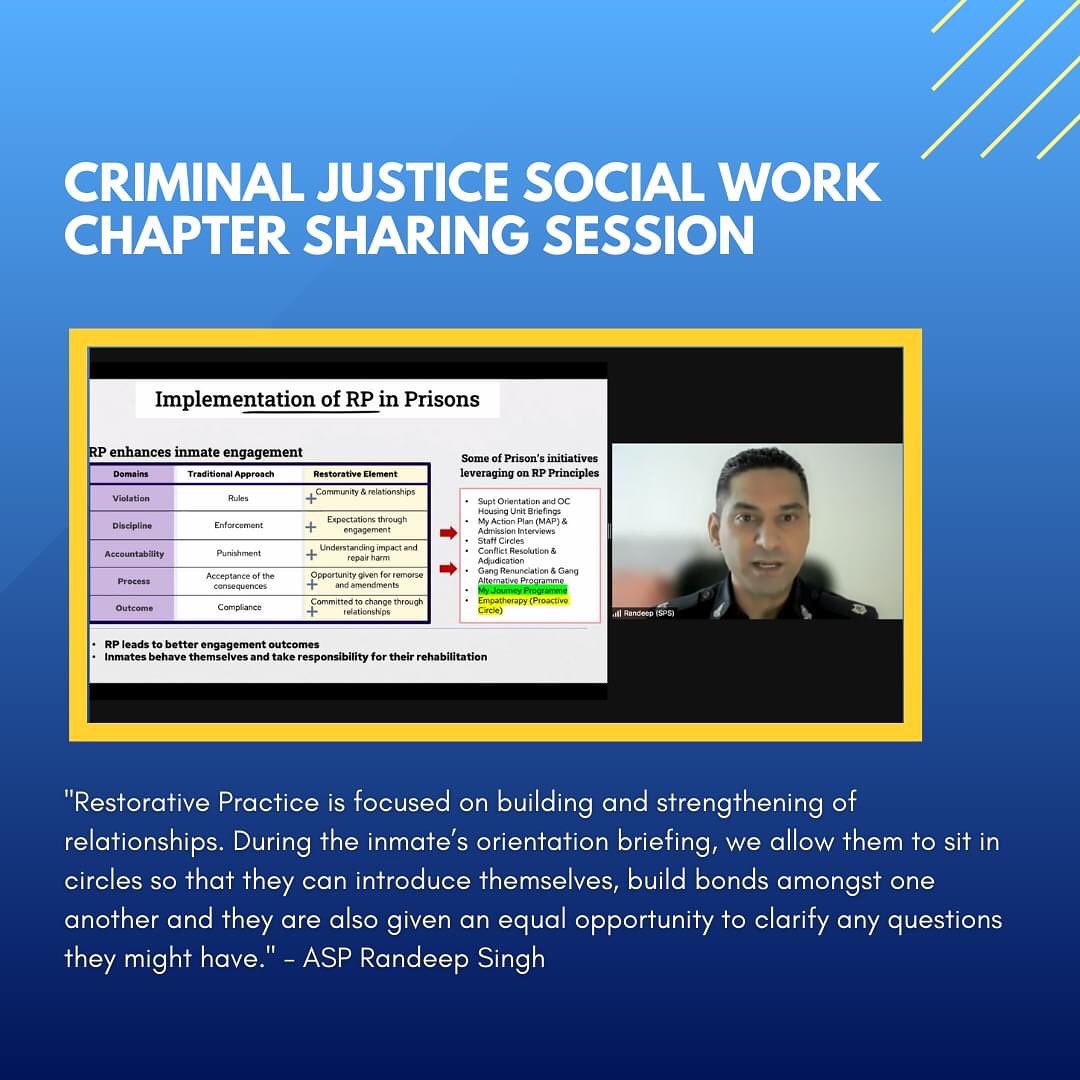 CRIMINAL JUSTICE SOCIAL WORK
CHAPTER SHARING SESSION
Implementation of RP in Prisons
RP enhances inmate engagement
Domains Traditional Approach Restorative Element
Violation Rules + Community & relationships
Discipline Enforcement + Expectations through
engagement
Accountability Punishment + Understanding impact and
repair harm
Process Acceptance of the
consequences + Opportunity given for remorse
and amendments
Outcome Compliance + Committed to change through
relationships
Some of Prison's initiatives
leveraging on RP Principles
• Supt Orientation and OC
Housing Unit Briefings
• My Action Plan (MAP) &
Admission Interviews
• Staff Circles
• Conflict Resolution &
Adjudication
• Gang Renunciation & Gang
Alternative Programme
• My Journey Programme
• Empatherapy (Proactive
Circle)
• RP leads to better engagement outcomes
• Inmates behave themselves and take responsibility for their rehabilitation
Randeep (SPS)
"Restorative Practice is focused on building and strengthening of
relationships. During the inmate's orientation briefing, we allow them to sit in
circles so that they can introduce themselves, build bonds amongst one
another and they are also given an equal opportunity to clarify any questions
they might have." – ASP Randeep Singh